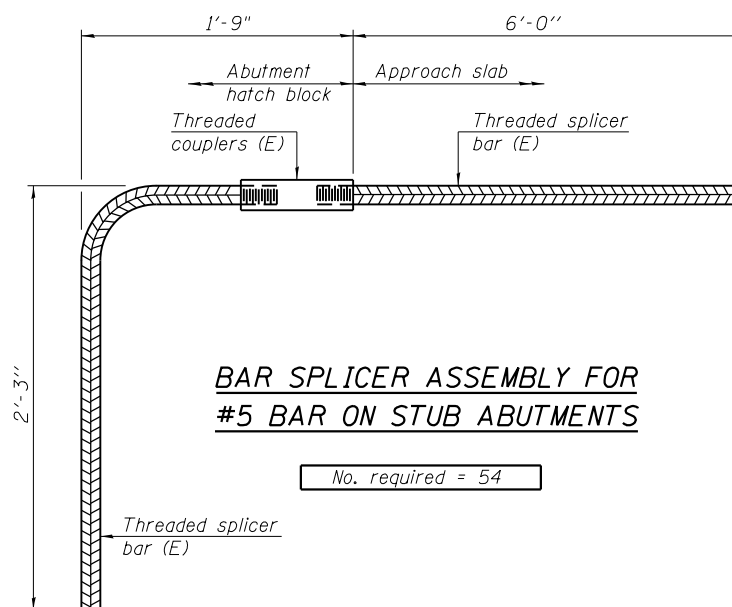 1'-9" 6'-0"
Abutment
hatch block
Approach slab
Threaded
couplers (E)
Threaded splicer
bar (E)
2'-3"
BAR SPLICER ASSEMBLY FOR
#5 BAR ON STUB ABUTMENTS
No. required = 54
Threaded splicer
bar (E)